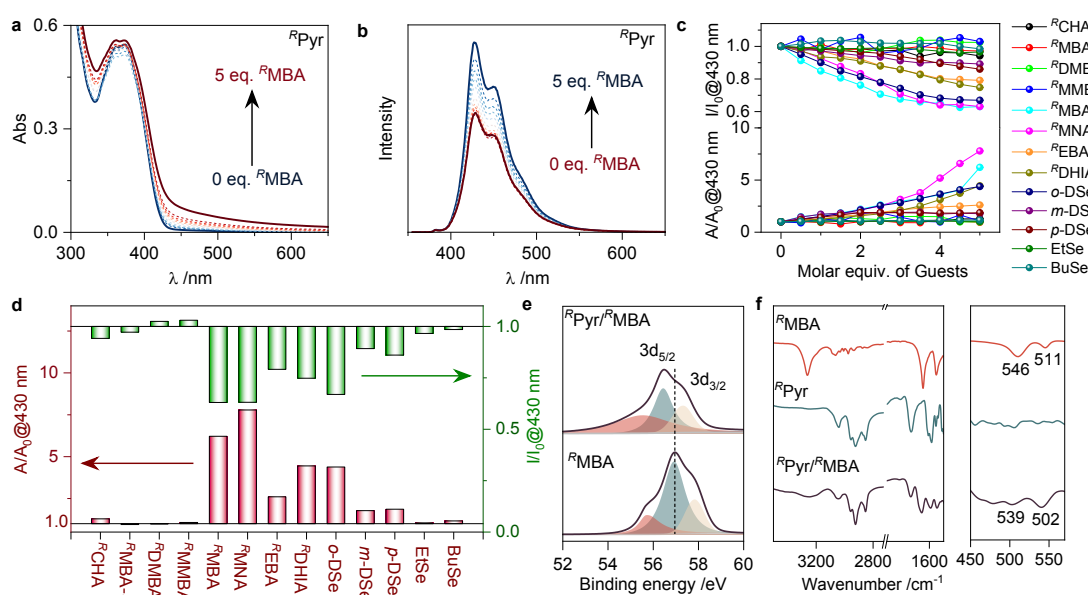 a
0.6
0.3
0.0
Abs
RPyr
5 eq. RMBA
0 eq. RMBA
300
400
500
600
λ /nm
b
Intensity
RPyr
5 eq. RMBA
0 eq. RMBA
400
500
600
λ /nm
c
I/I0@430 nm
1.0
0.8
0.6
A/A0@430 nm
10
5
1
0
2
4
Molar equiv. of Guests
RCHA
RMBA
RDMB
RMME
RMBA
RMNA
REBA
RDHIA
o-DSe
m-DS
p-DSe
EtSe
BuSe
d
A/A0@430 nm
10
5
1.0
I/I0@430 nm
1.0
0.5
0.0
RCHA
RMBA-
RDMBA
RMMBA
RMBA
RMNA
REBA
RDHIA
o-DSe
m-DSe
p-DSe
EtSe
BuSe
e
RPyr/RMBA
3d5/2
3d3/2
RMBA
52
54
56
58
60
Binding energy /eV
f
RMBA
RPyr
RPyr/RMBA
546
511
539
502
3200
2800
1600
450
500
550
Wavenumber /cm-1